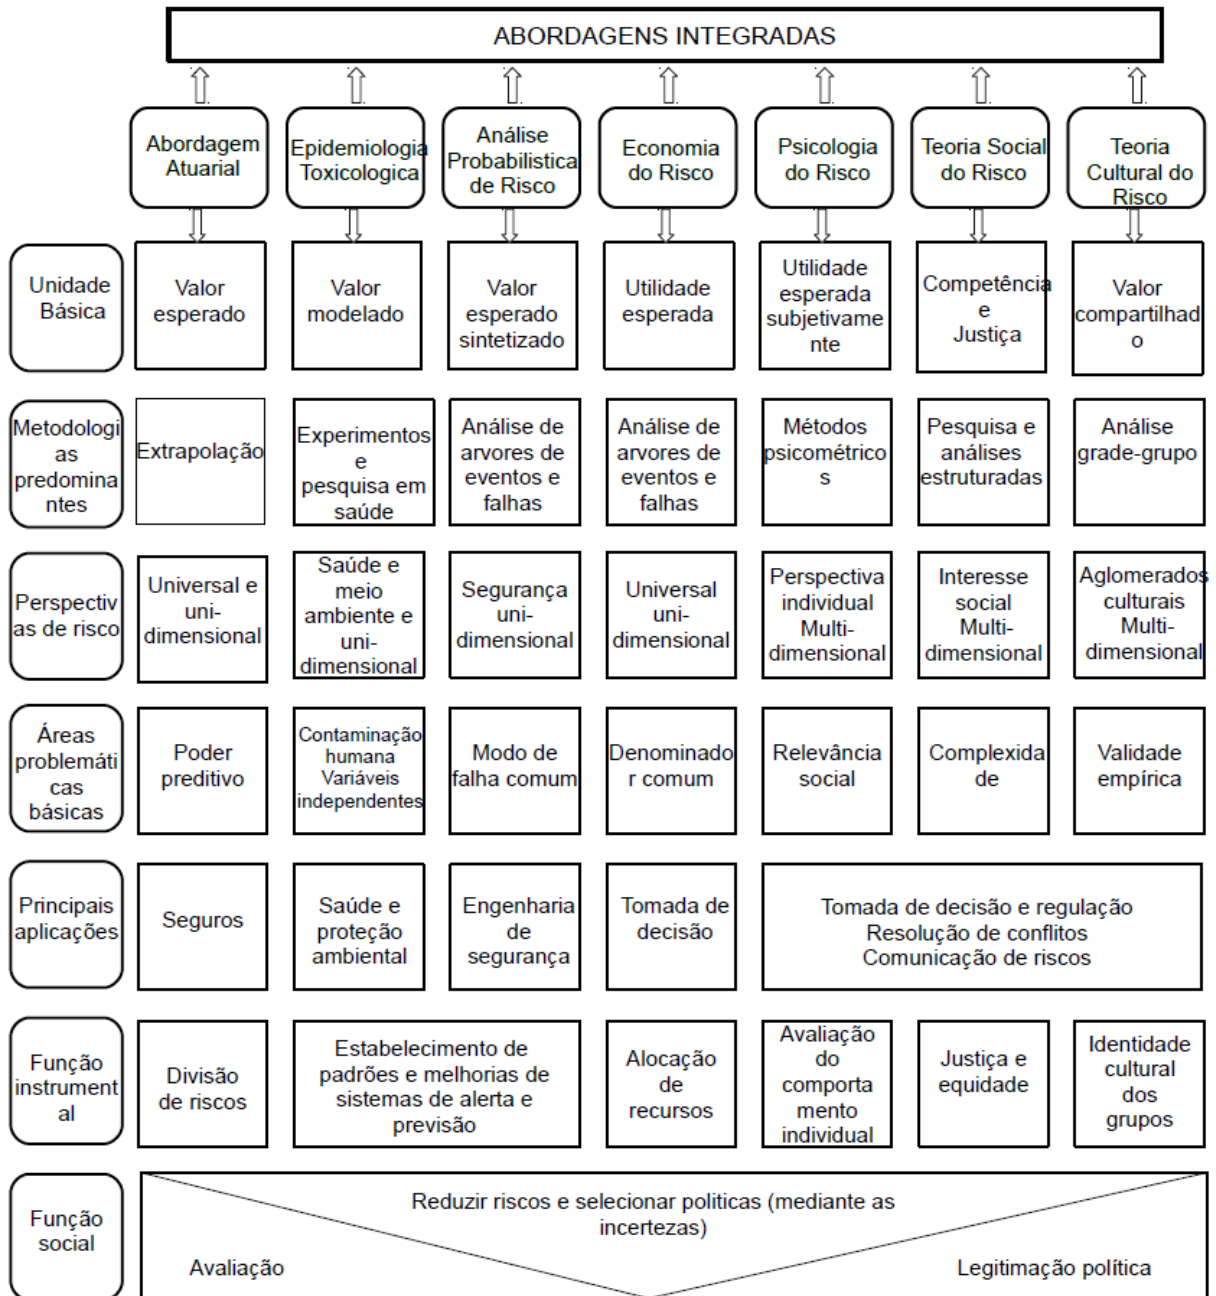 ABORDAGENS INTEGRADAS
Abordagem
Atuarial
Epidemiologia
Toxicologica
Análise
Probabilistica
de Risco
Economia
do Risco
Psicologia
do Risco
Teoria Social
do Risco
Teoria
Cultural do
Risco
Unidade
Básica
Valor
esperado
Valor
modelado
Valor
esperado
sintetizado
Utilidade
esperada
Utilidade
esperada
subjetivame
nte
Competência
e
Justiça
Valor
compartilhad
o
Metodologi
as
predomina
ntes
Extrapolação
Experimentos
e
pesquisa em
saúde
Análise de
arvores de
eventos e
falhas
Análise de
arvores de
eventos e
falhas
Métodos
psicométrico
s
Pesquisa e
análises
estruturadas
Análise
grade-grupo
Perspectiv
as de risco
Universal e
uni-
dimensional
Saúde e
meio
ambiente e
uni-
dimensional
Segurança
uni-
dimensional
Universal
uni-
dimensional
Perspectiva
individual
Multi-
dimensional
Interesse
social
Multi-
dimensional
Aglomerados
culturais
Multi-
dimensional
Áreas
problemáti
cas
básicas
Poder
preditivo
Contaminação
humana
Variáveis
independentes
Modo de
falha comum
Denominado
r comum
Relevância
social
Complexida
de
Validade
empírica
Principais
aplicações
Seguros
Saúde e
proteção
ambiental
Engenharia
de
segurança
Tomada de
decisão
Tomada de decisão e regulação
Resolução de conflitos
Comunicação de riscos
Função
instrument
al
Divisão
de riscos
Estabelecimento de
padrões e melhorias de
sistemas de alerta e
previsão
Alocação
de
recursos
Avaliação
do
comporta
mento
individual
Justiça e
equidade
Identidade
cultural
dos
grupos
Função
social
Reduzir riscos e selecionar politicas (mediante as
incertezas)
Avaliação
Legitimação política